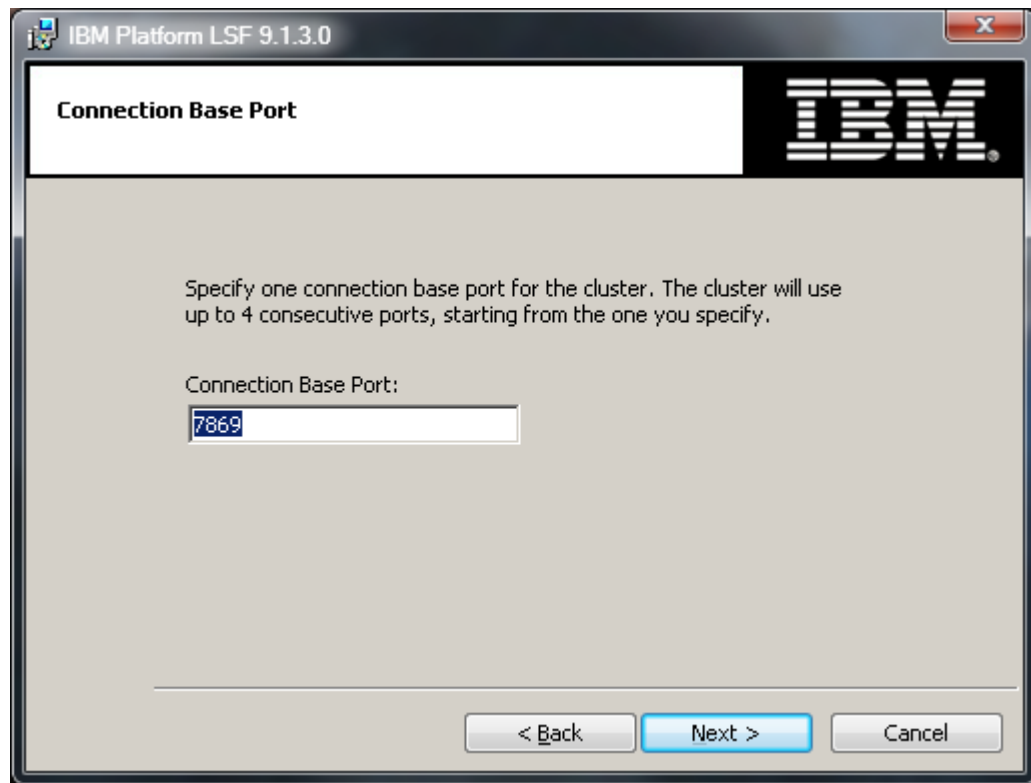 IBM Platform LSF 9.1.3.0
Connection Base Port
IBM®
Specify one connection base port for the cluster. The cluster will use
up to 4 consecutive ports, starting from the one you specify.
Connection Base Port:
7869
< Back
Next >
Cancel